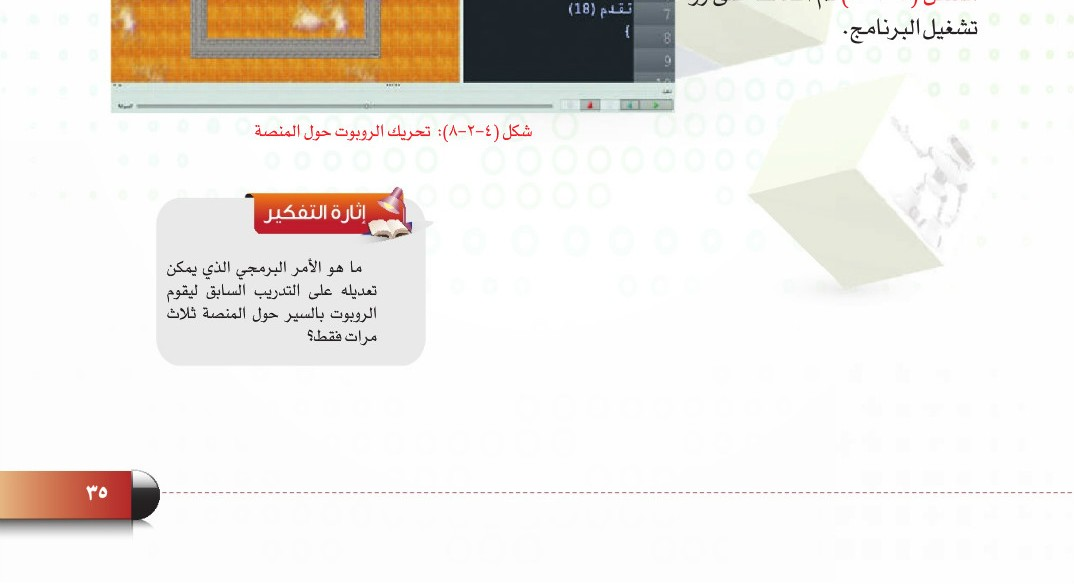 تشغيل البرنامج.
تقدم (18)
{
7
8
9
شكل (٤-٢-٨): تحريك الروبوت حول المنصة
إثارة التفكير
ما هو الأمر البرمجي الذي يمكن
تعديله على التدريب السابق ليقوم
الروبوت بالسير حول المنصة ثلاث
مرات فقط؟
٣٥